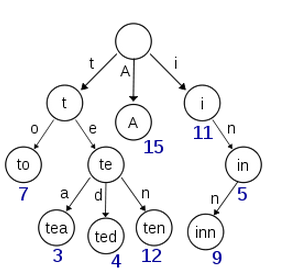 t A i
t A i
15 11
o e n
to te in
7 5
a d n n
tea ted ten inn
3 4 12 9